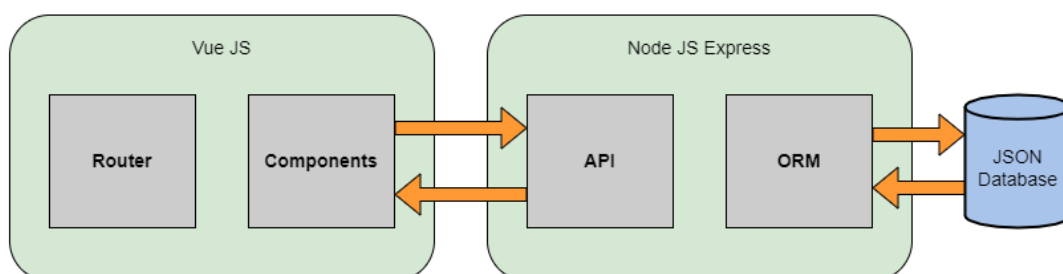 Vue JS
Node JS Express
Router
Components
API
ORM
JSON
Database